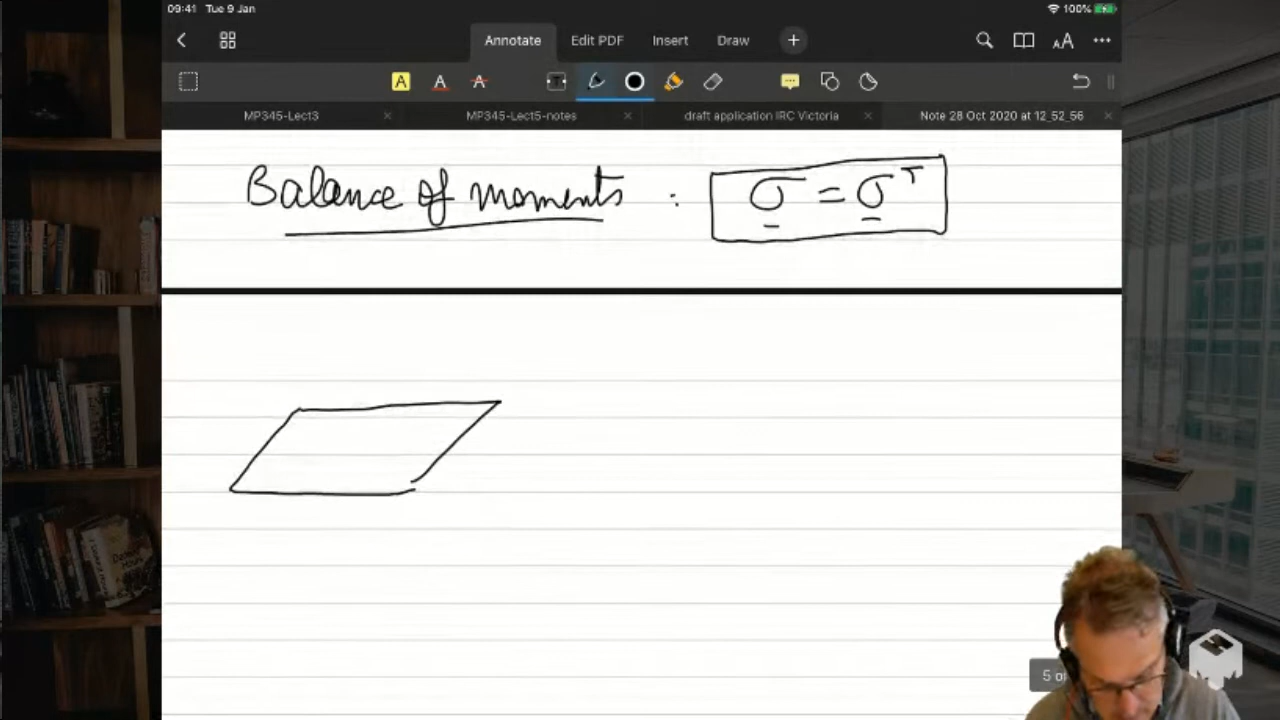 09:41 Tue 9 Jan 100%
Annotate Edit PDF Insert Draw
A A A T
MP345-Lect3 MP345-Lect5-notes draft application IRC Victoria Note 28 Oct 2020 at 12_52_56
Balance of moments : σ = σᵀ
5 o